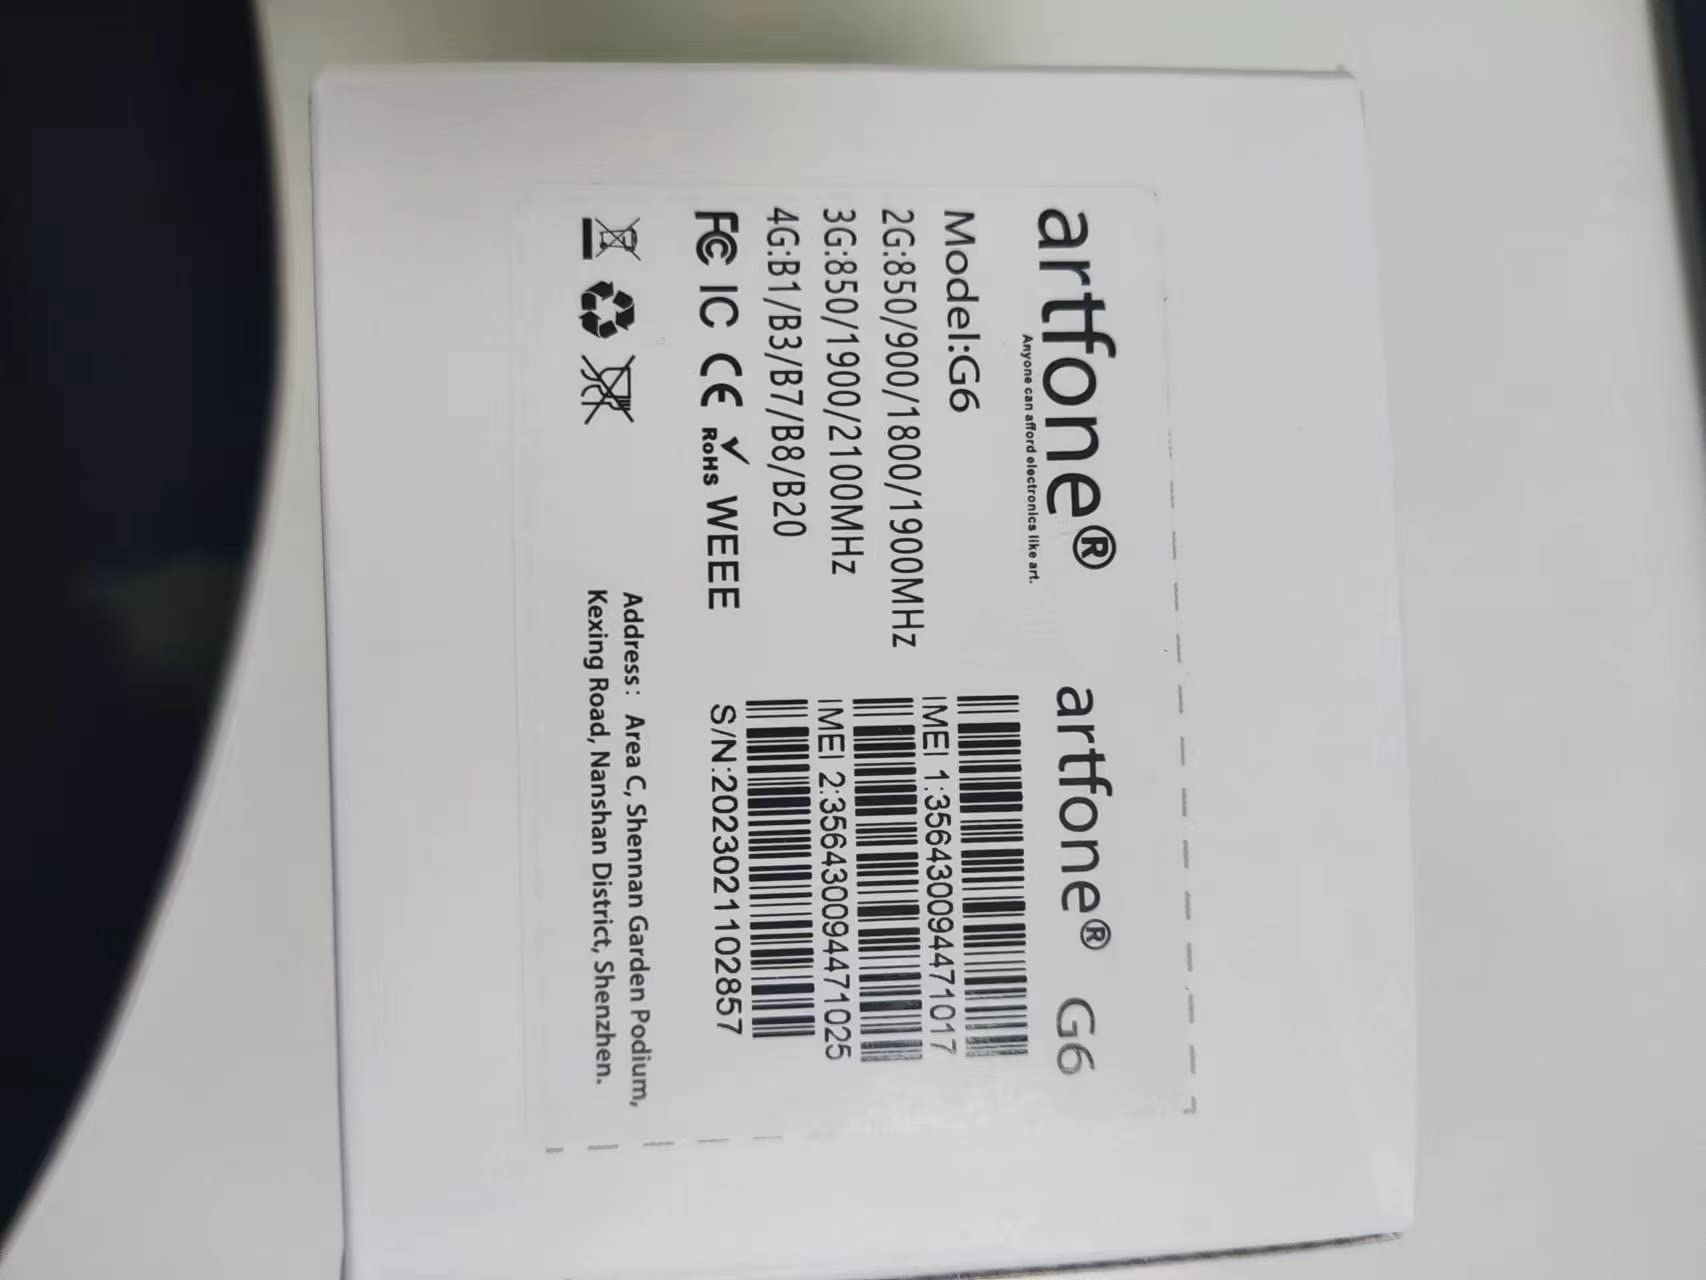 artfone®
Anyone can afford electronics like art.
Model:G6
2G:850/900/1800/1900MHz
3G:850/1900/2100MHz
4G:B1/B3/B7/B8/B20
FC IC CE RoHS WEEE
artfone® G6
IMEI 1:356430094471017
IMEI 2:356430094471025
S/N:20230211102857
Address: Area C, Shennan Garden Podium,
Kexing Road, Nanshan District, Shenzhen.